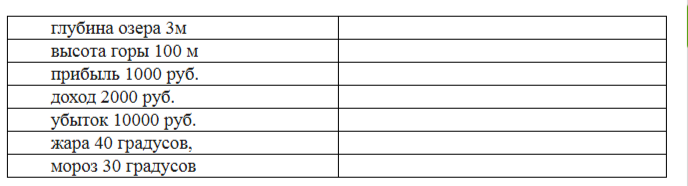 глубина озера 3м
высота горы 100 м
прибыль 1000 руб.
доход 2000 руб.
убыток 10000 руб.
жара 40 градусов,
мороз 30 градусов